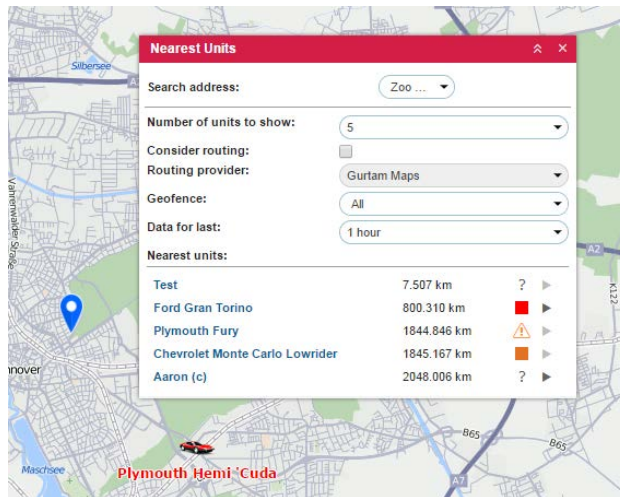 Nearest Units
Silbersee
Search address: Zoo ...
Number of units to show: 5
Consider routing:
Routing provider: Gurtam Maps
Geofence: All
Data for last: 1 hour
Nearest units:
Test 7.507 km ?
Ford Gran Torino 800.310 km
Plymouth Fury 1844.846 km
Chevrolet Monte Carlo Lowrider 1845.167 km
Aaron (c) 2048.006 km ?
Vahrenwalder Straße
A2
K122
nnover
B65
B65
Maschsee
Plymouth Hemi 'Cuda
A7